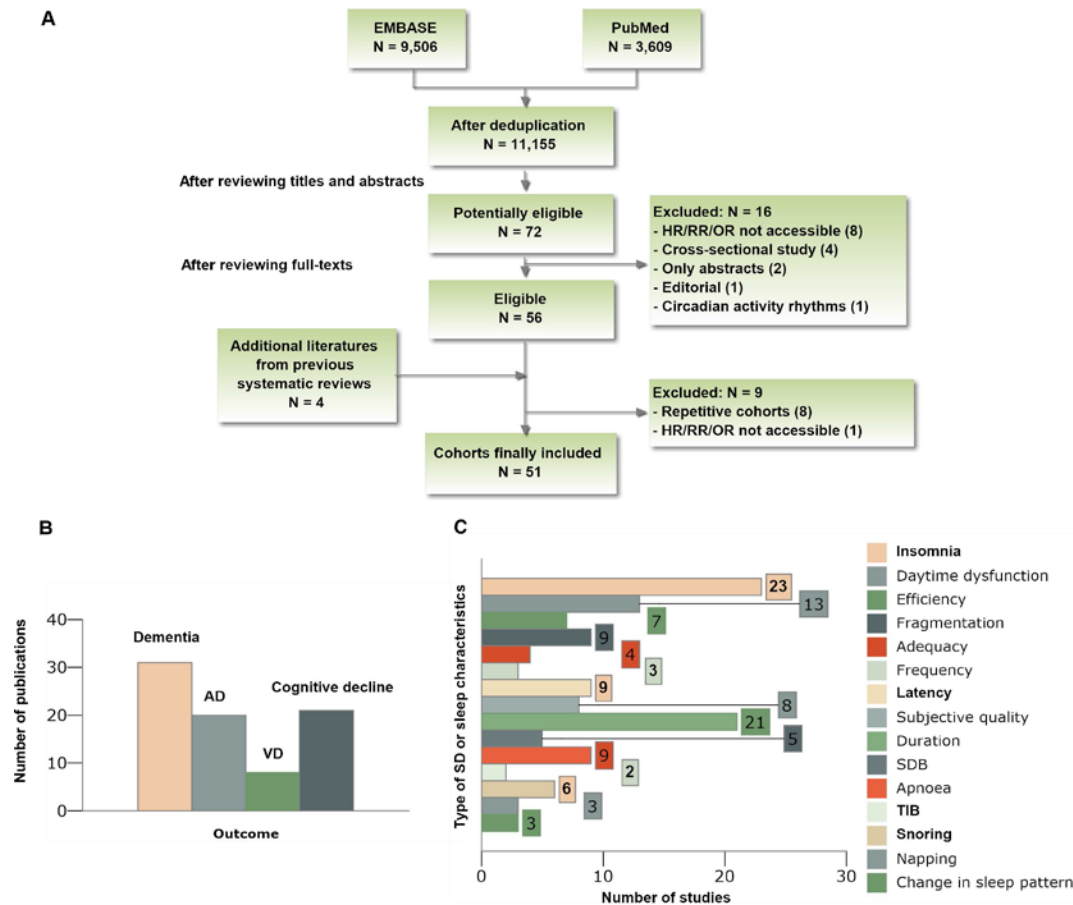 A
EMBASE
N = 9,506
PubMed
N = 3,609
After deduplication
N = 11,155
After reviewing titles and abstracts
Potentially eligible
N = 72
Excluded: N = 16
- HR/RR/OR not accessible (8)
- Cross-sectional study (4)
- Only abstracts (2)
- Editorial (1)
- Circadian activity rhythms (1)
After reviewing full-texts
Eligible
N = 56
Additional literatures
from previous
systematic reviews
N = 4
Excluded: N = 9
- Repetitive cohorts (8)
- HR/RR/OR not accessible (1)
Cohorts finally included
N = 51
B
Number of publications
40
30
20
10
0
Dementia
AD
VD
Cognitive decline
Outcome
C
Type of SD or sleep characteristics
23
13
7
9
4
3
9
8
21
5
9
2
6
3
3
0
10
20
30
Number of studies
Insomnia
Daytime dysfunction
Efficiency
Fragmentation
Adequacy
Frequency
Latency
Subjective quality
Duration
SDB
Apnoea
TIB
Snoring
Napping
Change in sleep pattern